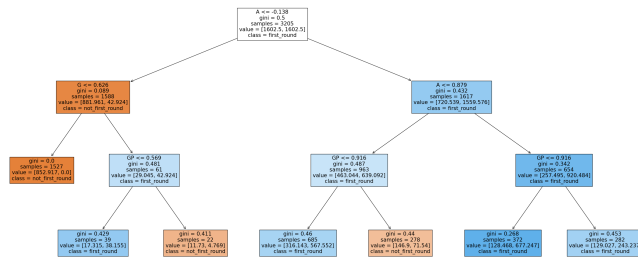 A <= -0.138
gini = 0.5
samples = 3205
value = [1602.5, 1602.5]
class = first_round
G <= 0.626
gini = 0.089
samples = 1588
value = [881.961, 42.924]
class = not_first_round
A <= 0.879
gini = 0.432
samples = 1617
value = [720.539, 1559.576]
class = first_round
gini = 0.0
samples = 1527
value = [852.917, 0.0]
class = not_first_round
GP <= 0.569
gini = 0.481
samples = 61
value = [29.045, 42.924]
class = first_round
GP <= 0.916
gini = 0.487
samples = 963
value = [463.044, 639.092]
class = first_round
GP <= 0.916
gini = 0.342
samples = 654
value = [257.495, 920.484]
class = first_round
gini = 0.429
samples = 39
value = [17.315, 38.155]
class = first_round
gini = 0.411
samples = 22
value = [11.73, 4.769]
class = not_first_round
gini = 0.46
samples = 685
value = [316.143, 567.552]
class = first_round
gini = 0.44
samples = 278
value = [146.9, 71.54]
class = not_first_round
gini = 0.268
samples = 372
value = [128.468, 677.247]
class = first_round
gini = 0.453
samples = 282
value = [129.027, 243.237]
class = first_round